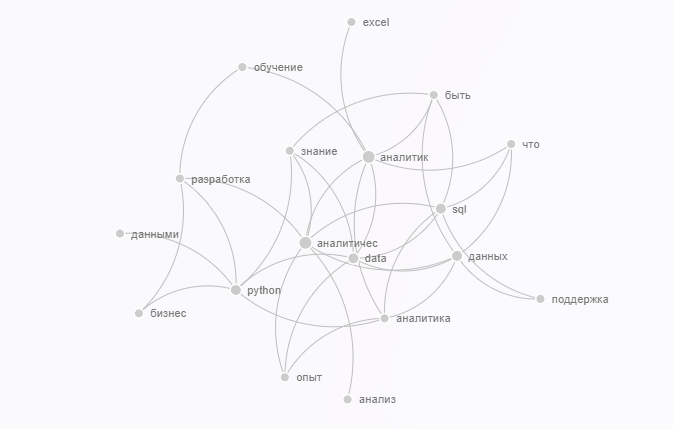 excel
обучение
быть
что
знание
аналитик
разработка
sql
данными
аналитичес
data
данных
python
поддержка
бизнес
аналитика
опыт
анализ